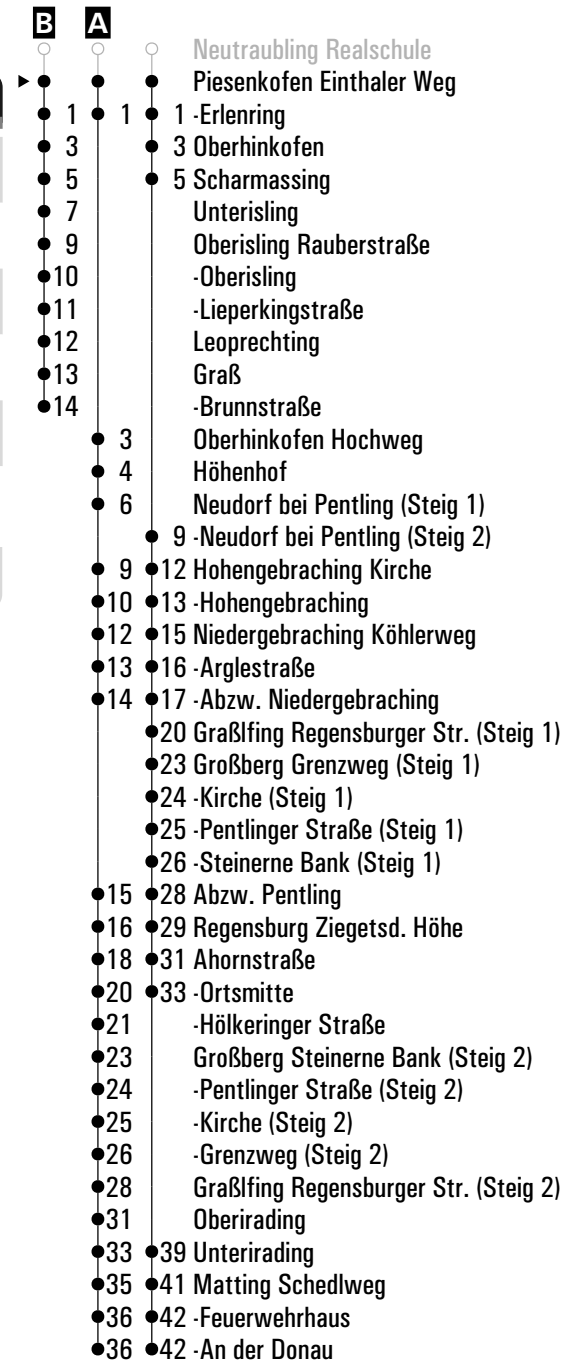 B A
Neutraubling Realschule
Piesenkofen Einthaler Weg
1 1 1 -Erlenring
3 3 Oberhinkofen
5 5 Scharmassing
7 Unterisling
9 Oberisling Rauberstraße
10 -Oberisling
11 -Lieperkingstraße
12 Leoprechting
13 Graß
14 -Brunnstraße
3 Oberhinkofen Hochweg
4 Höhenhof
6 Neudorf bei Pentling (Steig 1)
9 -Neudorf bei Pentling (Steig 2)
9 12 Hohengebraching Kirche
10 13 -Hohengebraching
12 15 Niedergebraching Köhlerweg
13 16 -Arglestraße
14 17 -Abzw. Niedergebraching
20 Graßlfing Regensburger Str. (Steig 1)
23 Großberg Grenzweg (Steig 1)
24 -Kirche (Steig 1)
25 -Pentlinger Straße (Steig 1)
26 -Steinerne Bank (Steig 1)
15 28 Abzw. Pentling
16 29 Regensburg Ziegetsd. Höhe
18 31 Ahornstraße
20 33 -Ortsmitte
21 -Hölkeringer Straße
23 Großberg Steinerne Bank (Steig 2)
24 -Pentlinger Straße (Steig 2)
25 -Kirche (Steig 2)
26 -Grenzweg (Steig 2)
28 Graßlfing Regensburger Str. (Steig 2)
31 Oberirading
33 39 Unterirading
35 41 Matting Schedlweg
36 42 -Feuerwehrhaus
36 42 -An der Donau